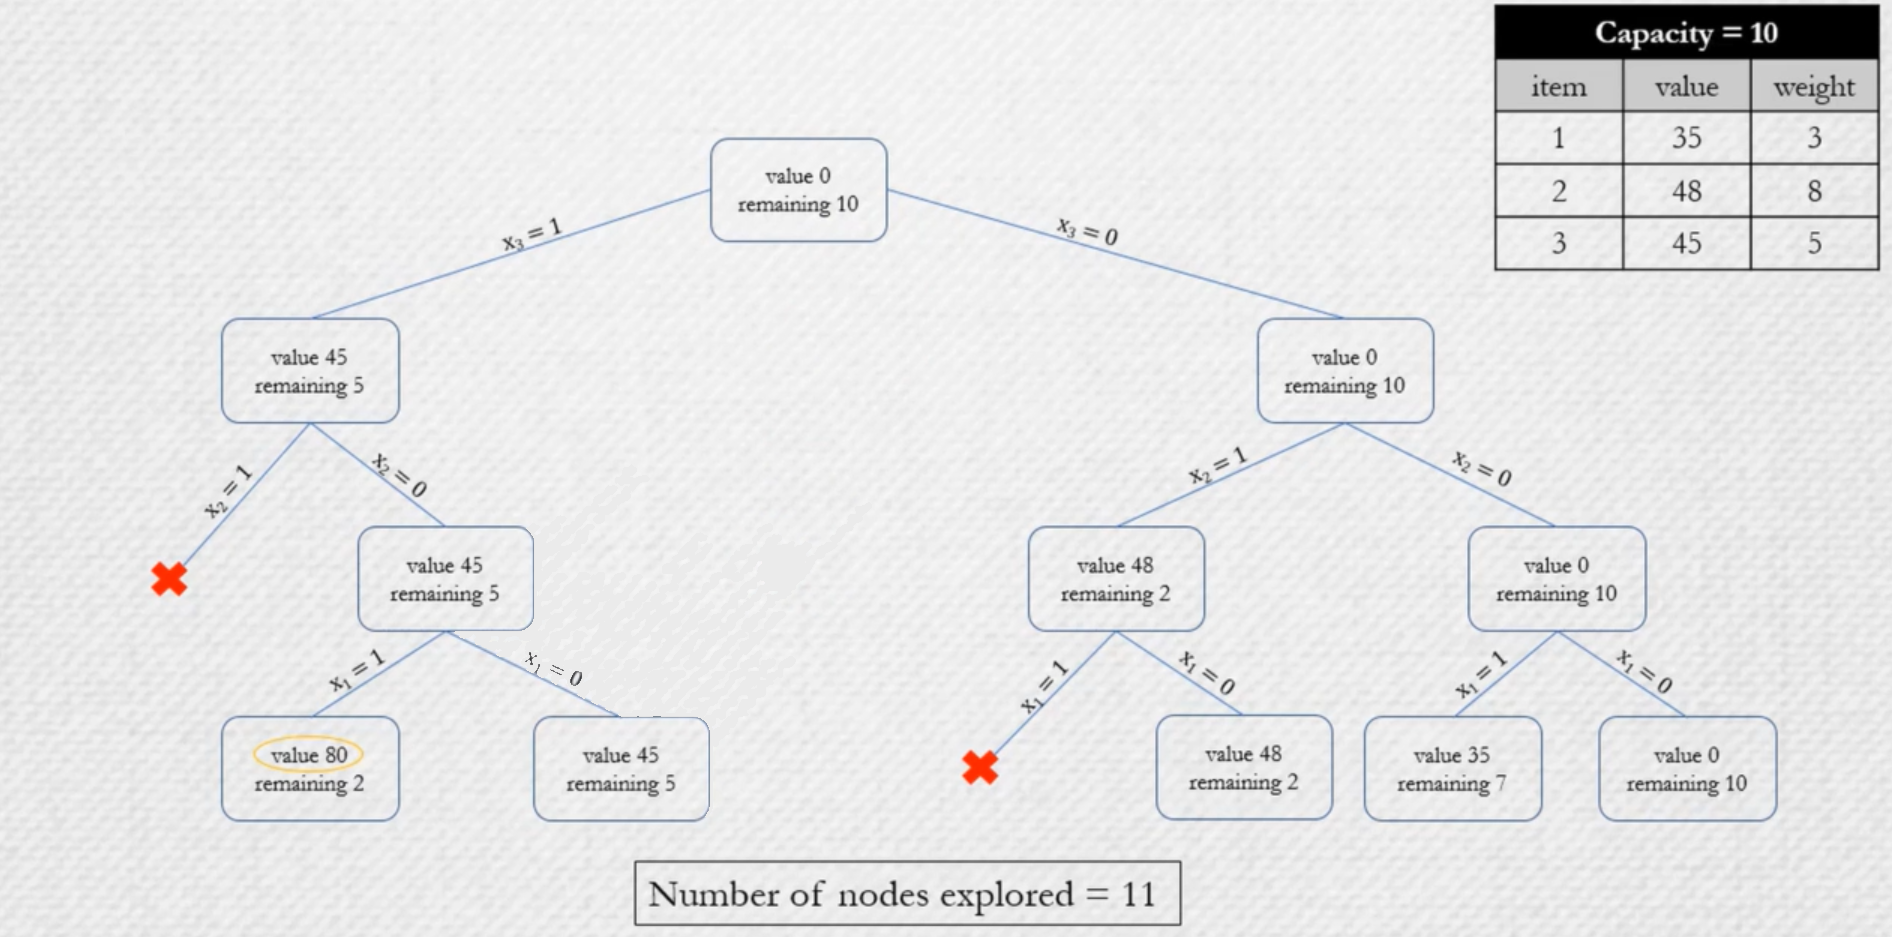 Capacity = 10
item value weight
1 35 3
2 48 8
3 45 5
value 0
remaining 10
x₃ = 1
x₃ = 0
value 45
remaining 5
value 0
remaining 10
x₂ = 1
x₂ = 0
x₂ = 1
x₂ = 0
value 45
remaining 5
value 48
remaining 2
value 0
remaining 10
x₁ = 1
x₁ = 0
x₁ = 1
x₁ = 0
x₁ = 1
x₁ = 0
value 80
remaining 2
value 45
remaining 5
value 48
remaining 2
value 35
remaining 7
value 0
remaining 10
Number of nodes explored = 11